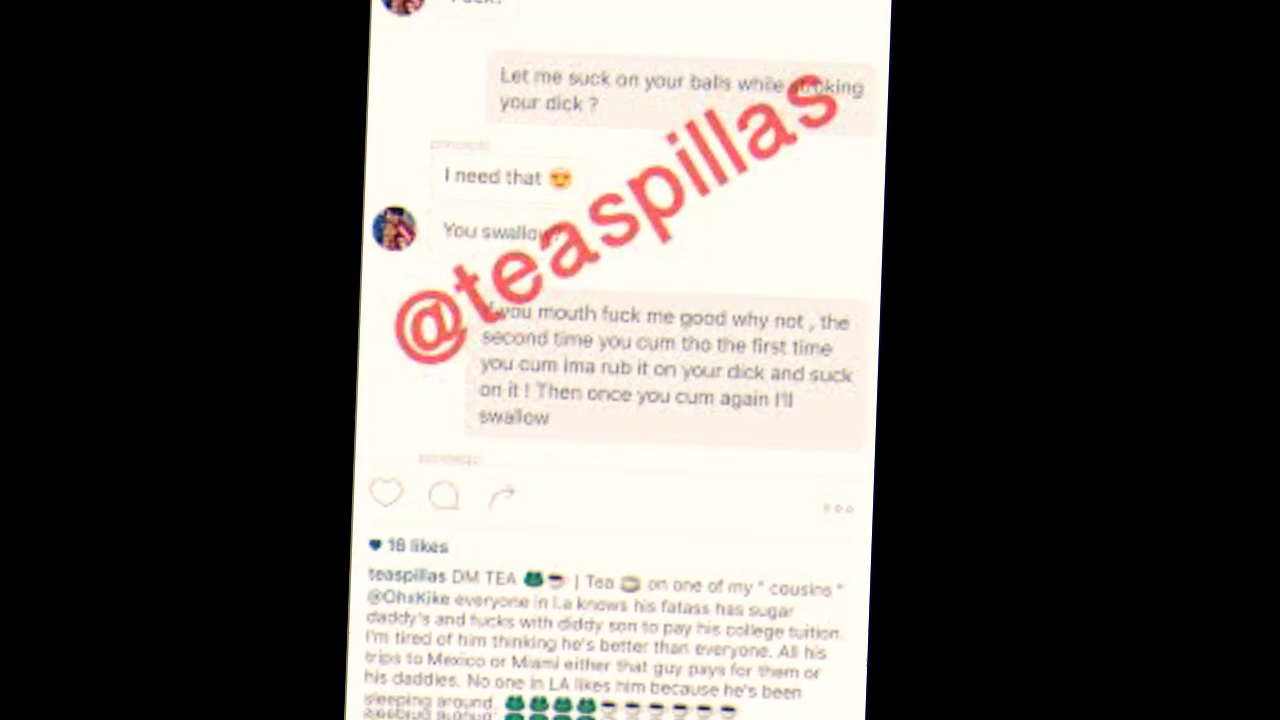 Let me suck on your balls while
your dick ?
I need that 😍
You swallow
@teaspillas
you mouth fuck me good why not , the
second time you cum tho the first time
you cum ima rub it on your dick and suck
on it ! Then once you cum again I'll
swallow
18 likes
teaspillas DM TEA 🐸☕ | Tea ☕ on one of my " cousins "
@OhxKike everyone in La knows his fatass has sugar
daddy's and fucks with diddy son to pay his college tuition.
I'm tired of him thinking he's better than everyone. All his
trips to Mexico or Miami either that guy pays for them or
his daddies. No one in LA likes him because he's been
sleeping around. 🐸🐸🐸🐸☕☕☕☕☕☕